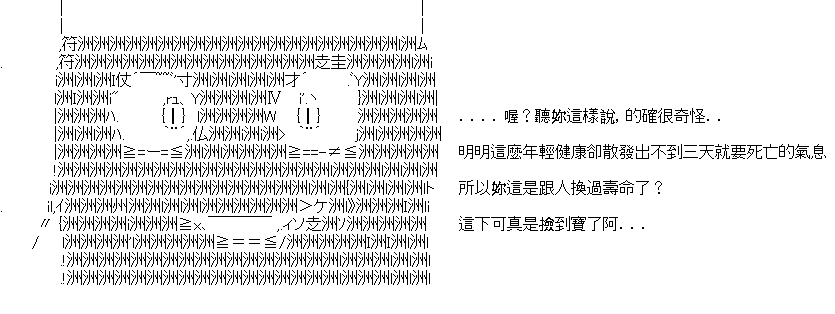 ....喔？聽妳這樣說,的確很奇怪..
明明這麼年輕健康卻散發出不到三天就要死亡的氣息
所以妳這是跟人換過壽命了？
這下可真是撿到寶了阿...